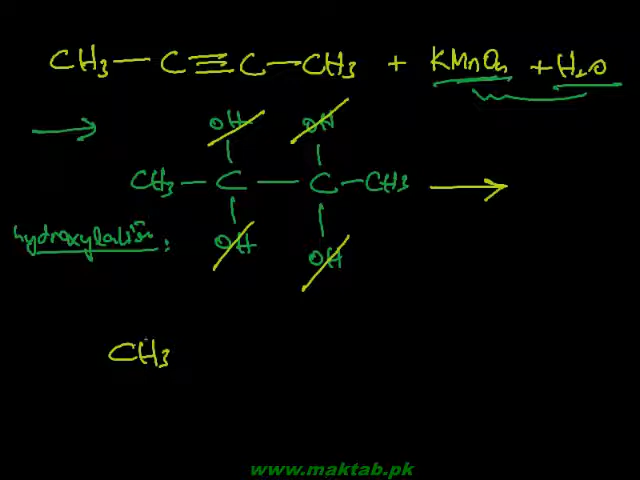 CH3 — C ≡ C — CH3 + KMnO4 + H2O
→ OH OH
CH3 — C — C — CH3 →
hydroxylation :
OH OH
CH3
www.maktab.pk